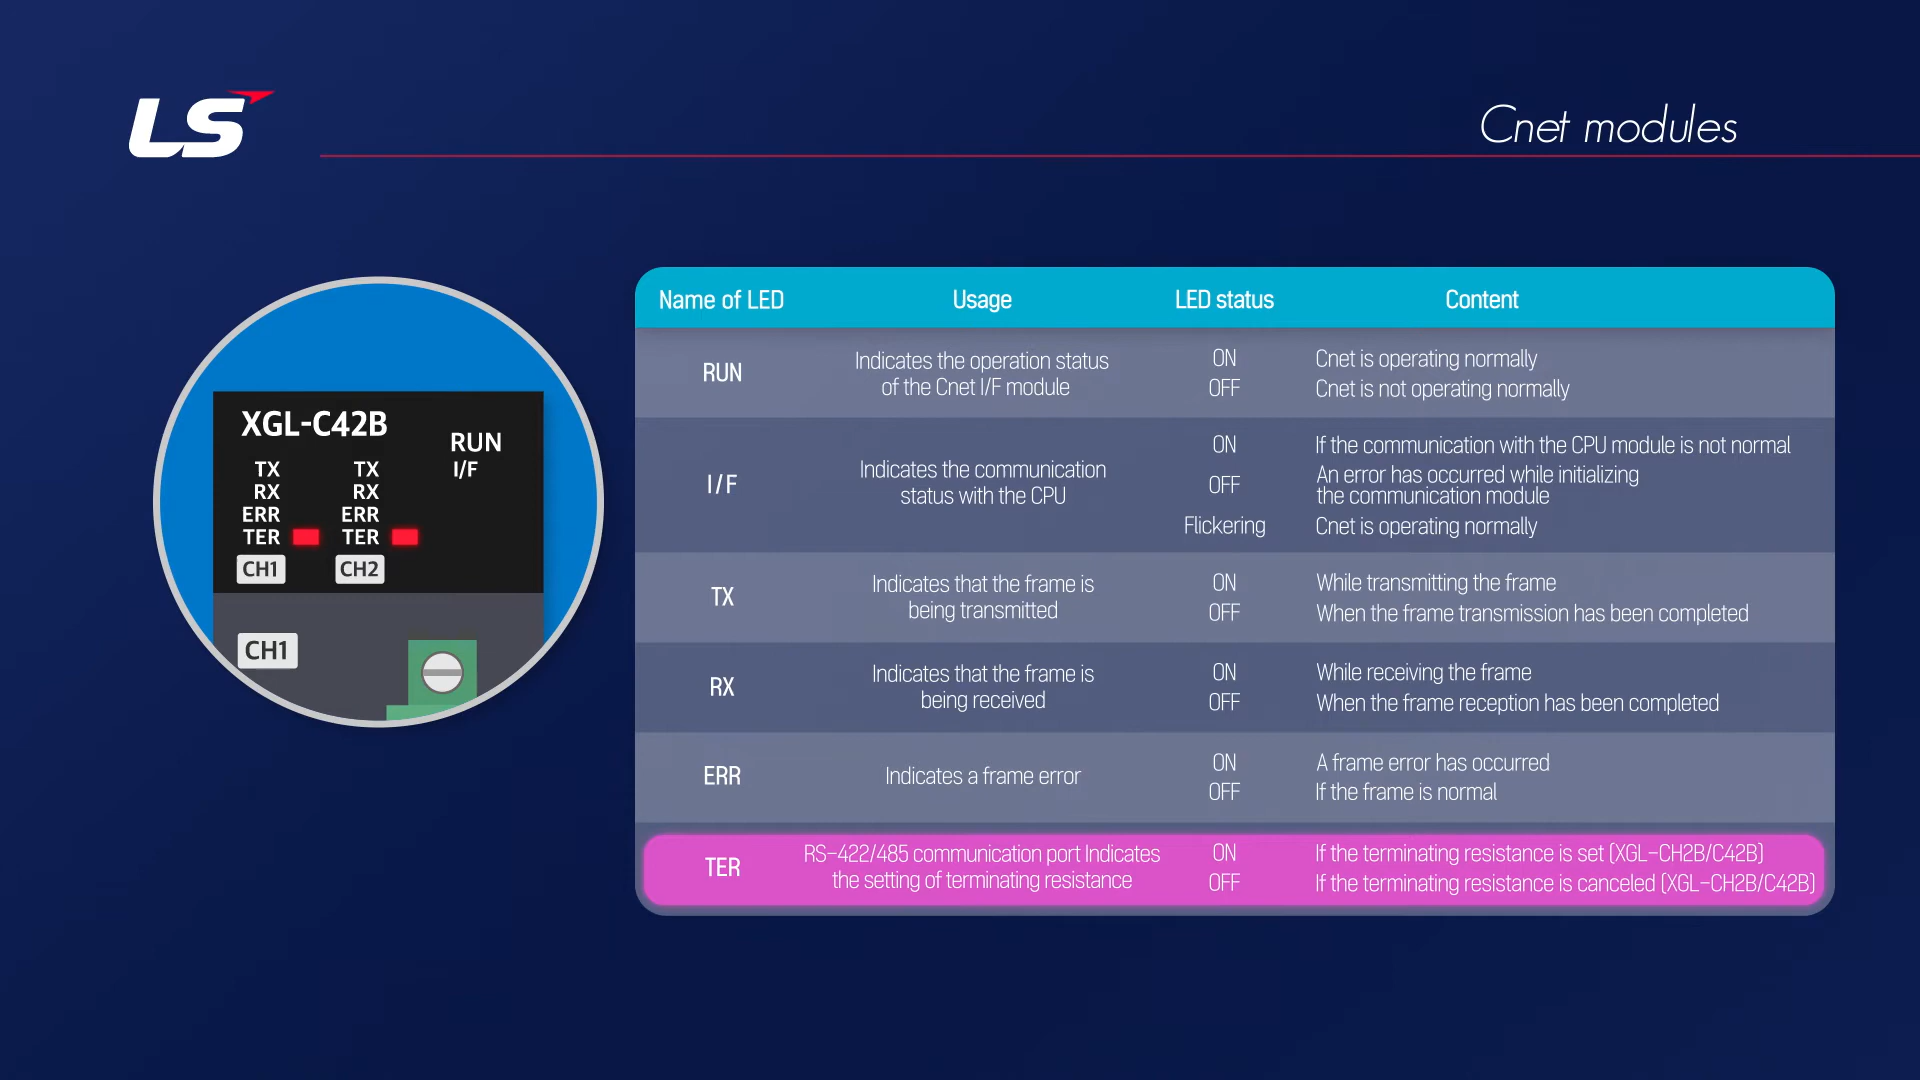 LS
Cnet modules
XGL-C42B
RUN
I/F
TX TX
RX RX
ERR ERR
TER TER
CH1 CH2
CH1
Name of LED Usage LED status Content
RUN
Indicates the operation status
of the Cnet I/F module
ON Cnet is operating normally
OFF Cnet is not operating normally
I/F
Indicates the communication
status with the CPU
ON If the communication with the CPU module is not normal
OFF An error has occurred while initializing
the communication module
Flickering Cnet is operating normally
TX
Indicates that the frame is
being transmitted
ON While transmitting the frame
OFF When the frame transmission has been completed
RX
Indicates that the frame is
being received
ON While receiving the frame
OFF When the frame reception has been completed
ERR
Indicates a frame error
ON A frame error has occurred
OFF If the frame is normal
TER
RS-422/485 communication port Indicates
the setting of terminating resistance
ON If the terminating resistance is set (XGL-CH2B/C42B)
OFF If the terminating resistance is canceled (XGL-CH2B/C42B)